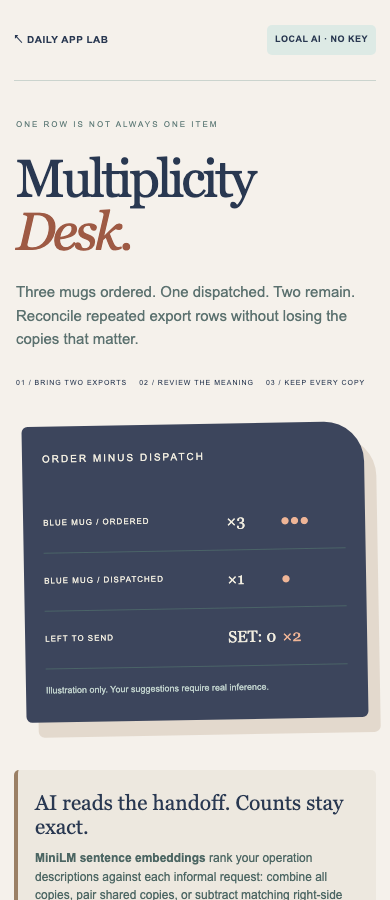 ↖ DAILY APP LAB
LOCAL AI · NO KEY
ONE ROW IS NOT ALWAYS ONE ITEM
Multiplicity
Desk.
Three mugs ordered. One dispatched. Two remain.
Reconcile repeated export rows without losing the
copies that matter.
01 / BRING TWO EXPORTS 02 / REVIEW THE MEANING 03 / KEEP EVERY COPY
ORDER MINUS DISPATCH
BLUE MUG / ORDERED ×3 ●●●
BLUE MUG / DISPATCHED ×1 ●
LEFT TO SEND SET: 0 ×2
Illustration only. Your suggestions require real inference.
AI reads the handoff. Counts stay
exact.
MiniLM sentence embeddings rank your operation
descriptions against each informal request: combine all
copies, pair shared copies, or subtract matching right-side